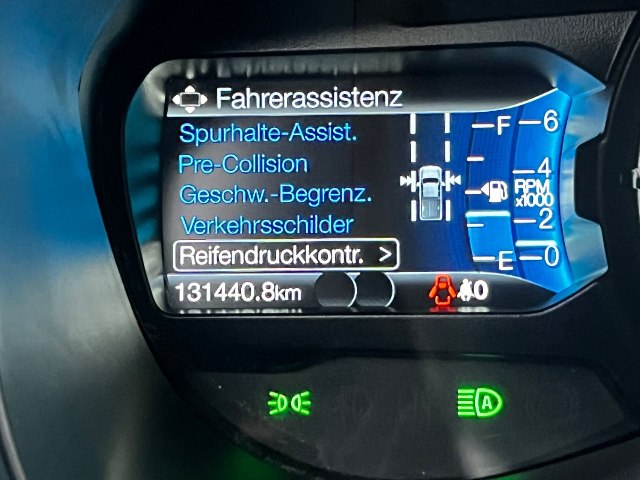 Fahrerassistenz
Spurhalte-Assist.
Pre-Collision
Geschw.-Begrenz.
Verkehrsschilder
Reifendruckkontr. >
131440.8km
F
E
6
4
RPM
x1000
2
0
A